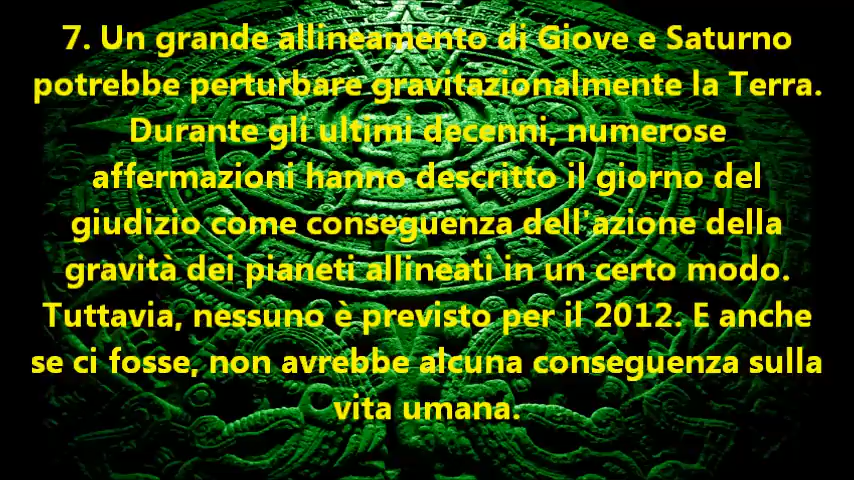 7. Un grande allineamento di Giove e Saturno
potrebbe perturbare gravitazionalmente la Terra.
Durante gli ultimi decenni, numerose
affermazioni hanno descritto il giorno del
giudizio come conseguenza dell'azione della
gravità dei pianeti allineati in un certo modo.
Tuttavia, nessuno è previsto per il 2012. E anche
se ci fosse, non avrebbe alcuna conseguenza sulla
vita umana.